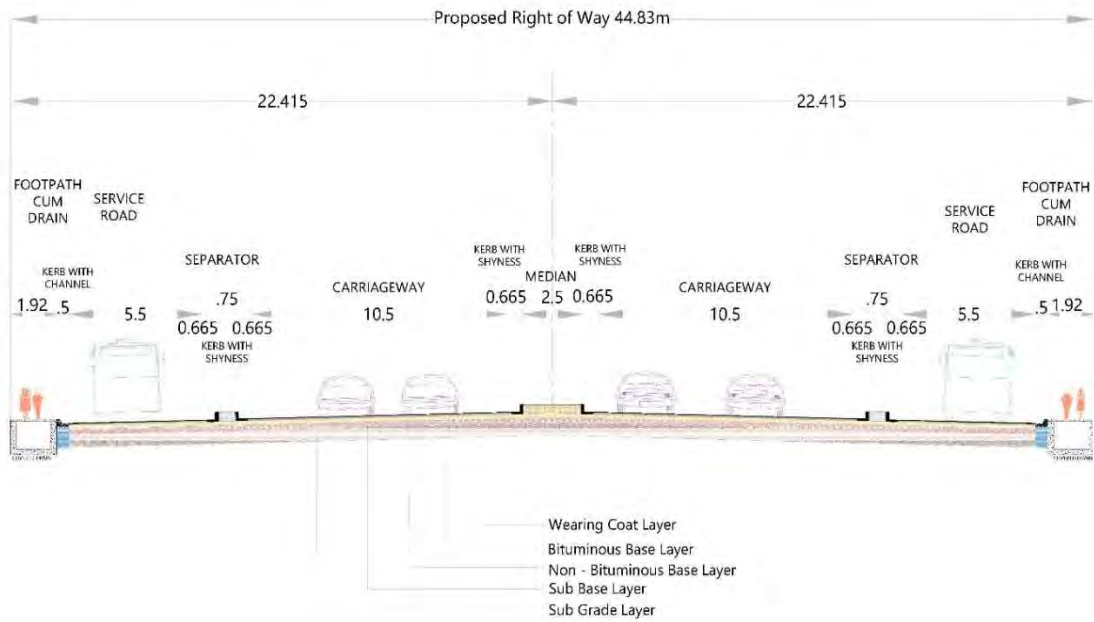 Proposed Right of Way 44.83m
22.415
22.415
FOOTPATH
CUM
DRAIN
SERVICE
ROAD
SEPARATOR
CARRIAGEWAY
KERB WITH
SHYNESS
MEDIAN
KERB WITH
SHYNESS
CARRIAGEWAY
SEPARATOR
SERVICE
ROAD
FOOTPATH
CUM
DRAIN
KERB WITH
CHANNEL
KERB WITH
CHANNEL
1.92 .5
5.5
.75
0.665 0.665
KERB WITH
SHYNESS
10.5
0.665 2.5 0.665
10.5
.75
0.665 0.665
KERB WITH
SHYNESS
5.5
.5 1.92
Wearing Coat Layer
Bituminous Base Layer
Non - Bituminous Base Layer
Sub Base Layer
Sub Grade Layer